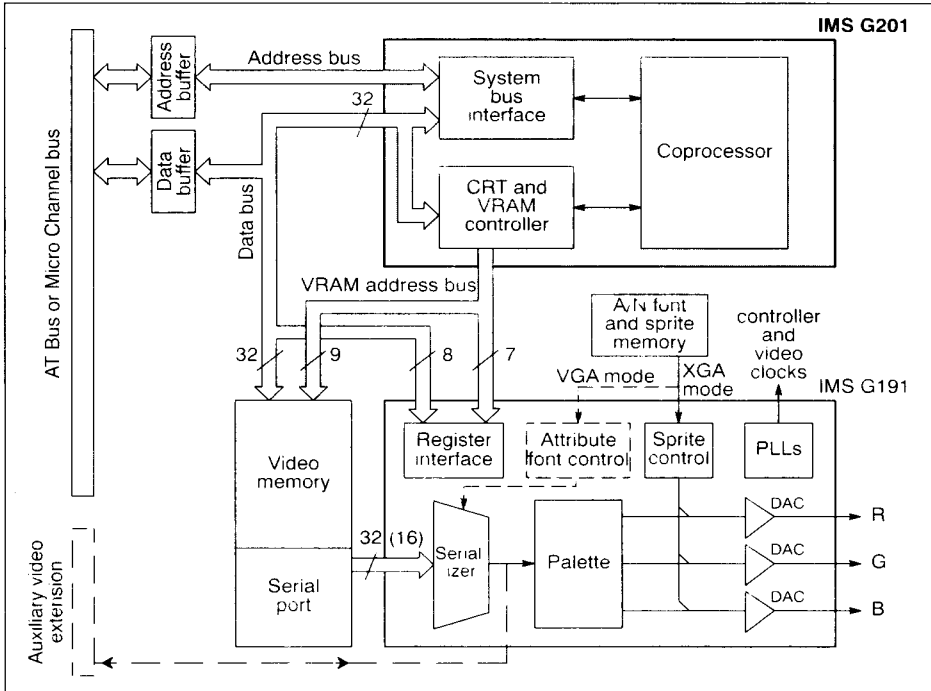 IMS G201
AT Bus or Micro Channel bus
Address
buffer
Address bus
32
Data
buffer
Data bus
System
bus
interface
Coprocessor
CRT and
VRAM
controller
VRAM address bus
32
9
8
7
A/N font
and sprite
memory
controller
and
video
clocks
VGA mode
XGA
mode
IMS G191
Video
memory
Serial
port
Register
interface
Attribute
font control
Sprite
control
PLLs
32 (16)
Serial
izer
Palette
DAC
R
DAC
G
DAC
B
Auxiliary video
extension